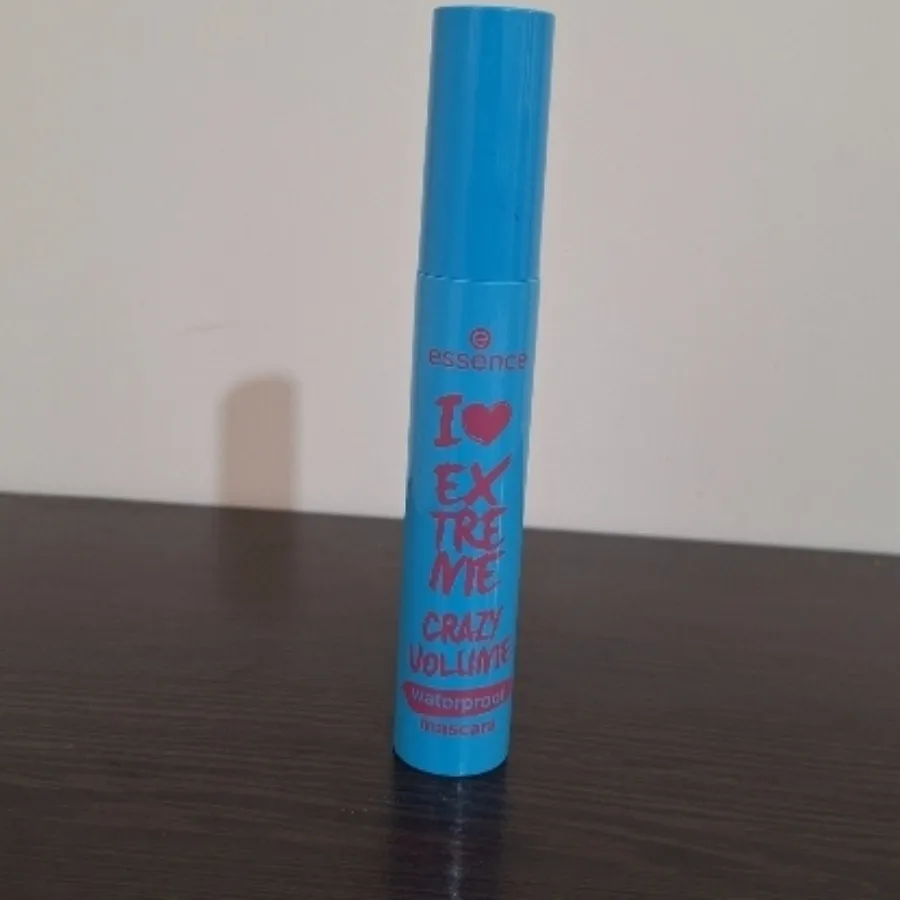 e
essence
I ♥
EX
TRE
ME
CRAZY
VOLUME
waterproof
mascara